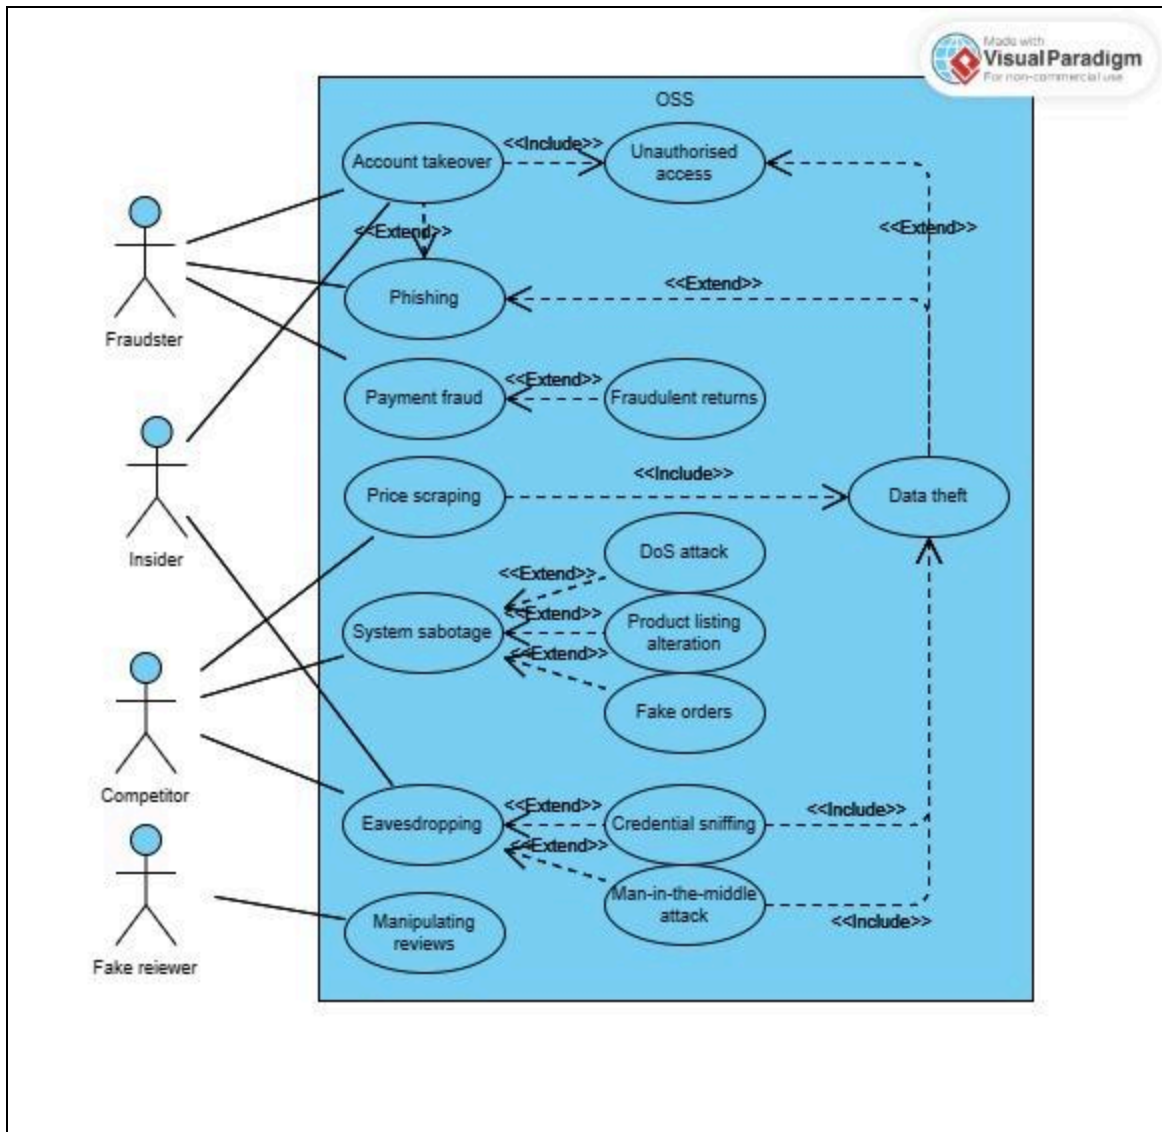 Made with
Visual Paradigm
For non-commercial use
OSS
Account takeover
<<Include>>
Unauthorised
access
<<Extend>>
<<Extend>>
Phishing
<<Extend>>
Fraudster
Payment fraud
<<Extend>>
Fraudulent returns
Insider
Price scraping
<<Include>>
Data theft
DoS attack
<<Extend>>
System sabotage
<<Extend>>
Product listing
alteration
<<Extend>>
Fake orders
Competitor
Eavesdropping
<<Extend>>
Credential sniffing
<<Include>>
<<Extend>>
Man-in-the-middle
attack
<<Include>>
Manipulating
reviews
Fake reiewer